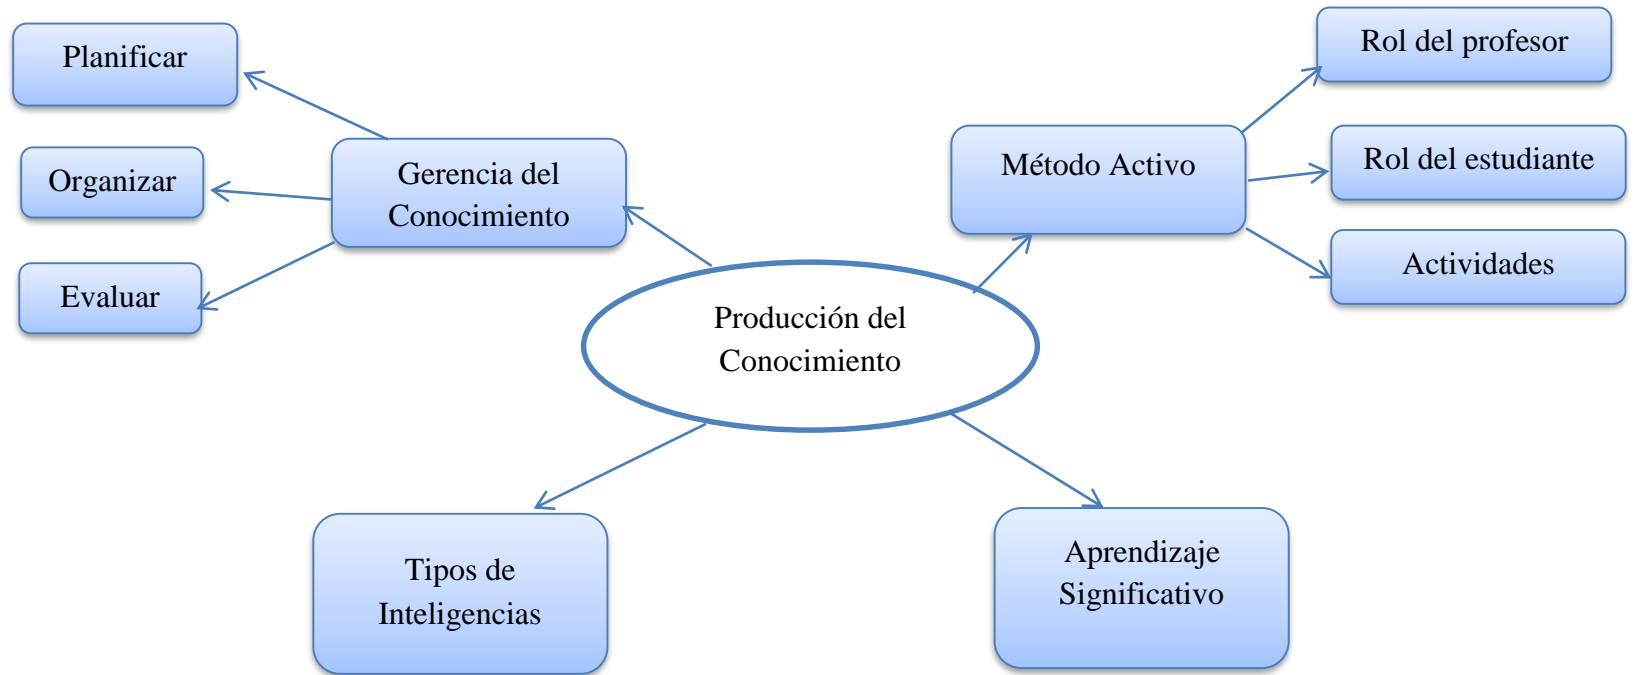 Planificar
Organizar
Evaluar
Gerencia del
Conocimiento
Producción del
Conocimiento
Método Activo
Rol del profesor
Rol del estudiante
Actividades
Tipos de
Inteligencias
Aprendizaje
Significativo